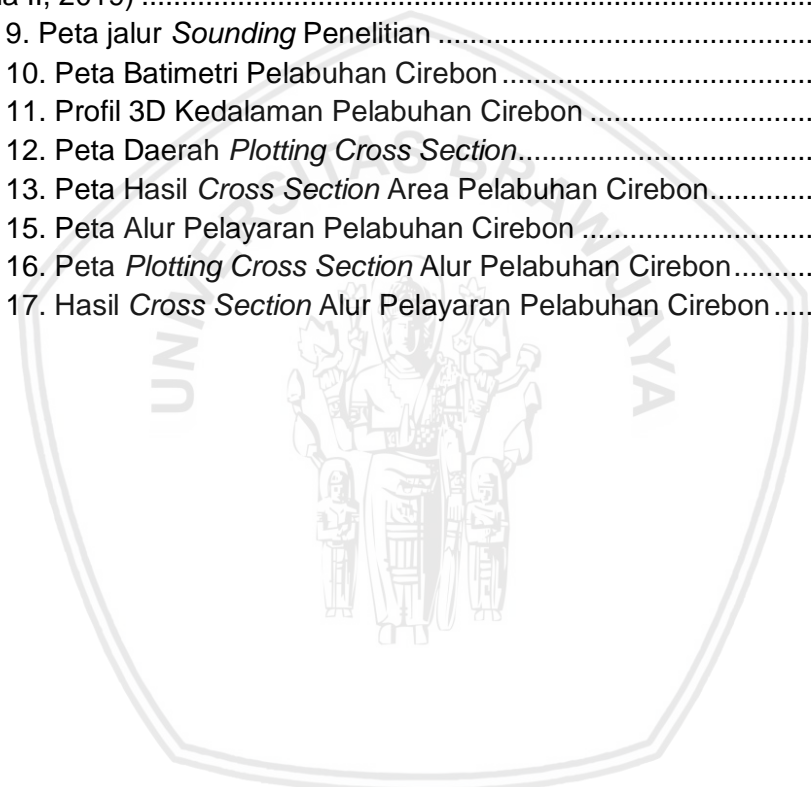 a II, 2019)
9. Peta jalur Sounding Penelitian
10. Peta Batimetri Pelabuhan Cirebon
11. Profil 3D Kedalaman Pelabuhan Cirebon
12. Peta Daerah Plotting Cross Section
13. Peta Hasil Cross Section Area Pelabuhan Cirebon
15. Peta Alur Pelayaran Pelabuhan Cirebon
16. Peta Plotting Cross Section Alur Pelabuhan Cirebon
17. Hasil Cross Section Alur Pelayaran Pelabuhan Cirebon
UNIVERSITAS BRAWIJAYA